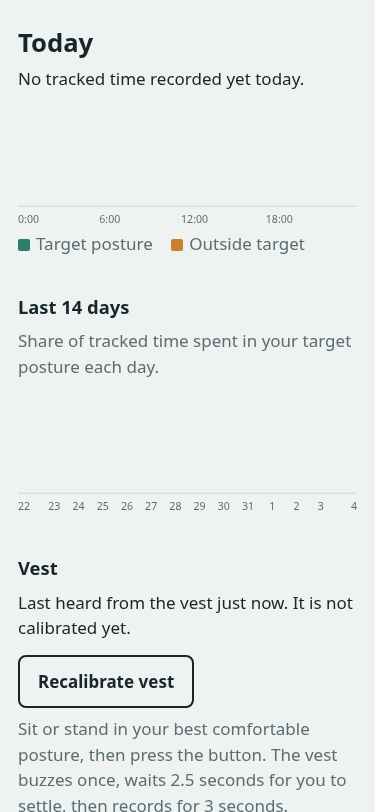 Today
No tracked time recorded yet today.
0:00 6:00 12:00 18:00
Target posture Outside target
Last 14 days
Share of tracked time spent in your target
posture each day.
22 23 24 25 26 27 28 29 30 31 1 2 3 4
Vest
Last heard from the vest just now. It is not
calibrated yet.
Recalibrate vest
Sit or stand in your best comfortable
posture, then press the button. The vest
buzzes once, waits 2.5 seconds for you to
settle, then records for 3 seconds.